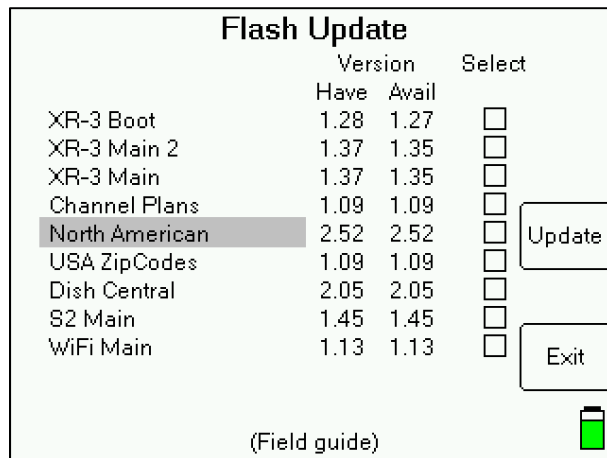 Flash Update
Version Select
Have Avail
XR-3 Boot 1.28 1.27
XR-3 Main 2 1.37 1.35
XR-3 Main 1.37 1.35
Channel Plans 1.09 1.09
North American 2.52 2.52
Update
USA ZipCodes 1.09 1.09
Dish Central 2.05 2.05
S2 Main 1.45 1.45
WiFi Main 1.13 1.13
Exit
(Field guide)